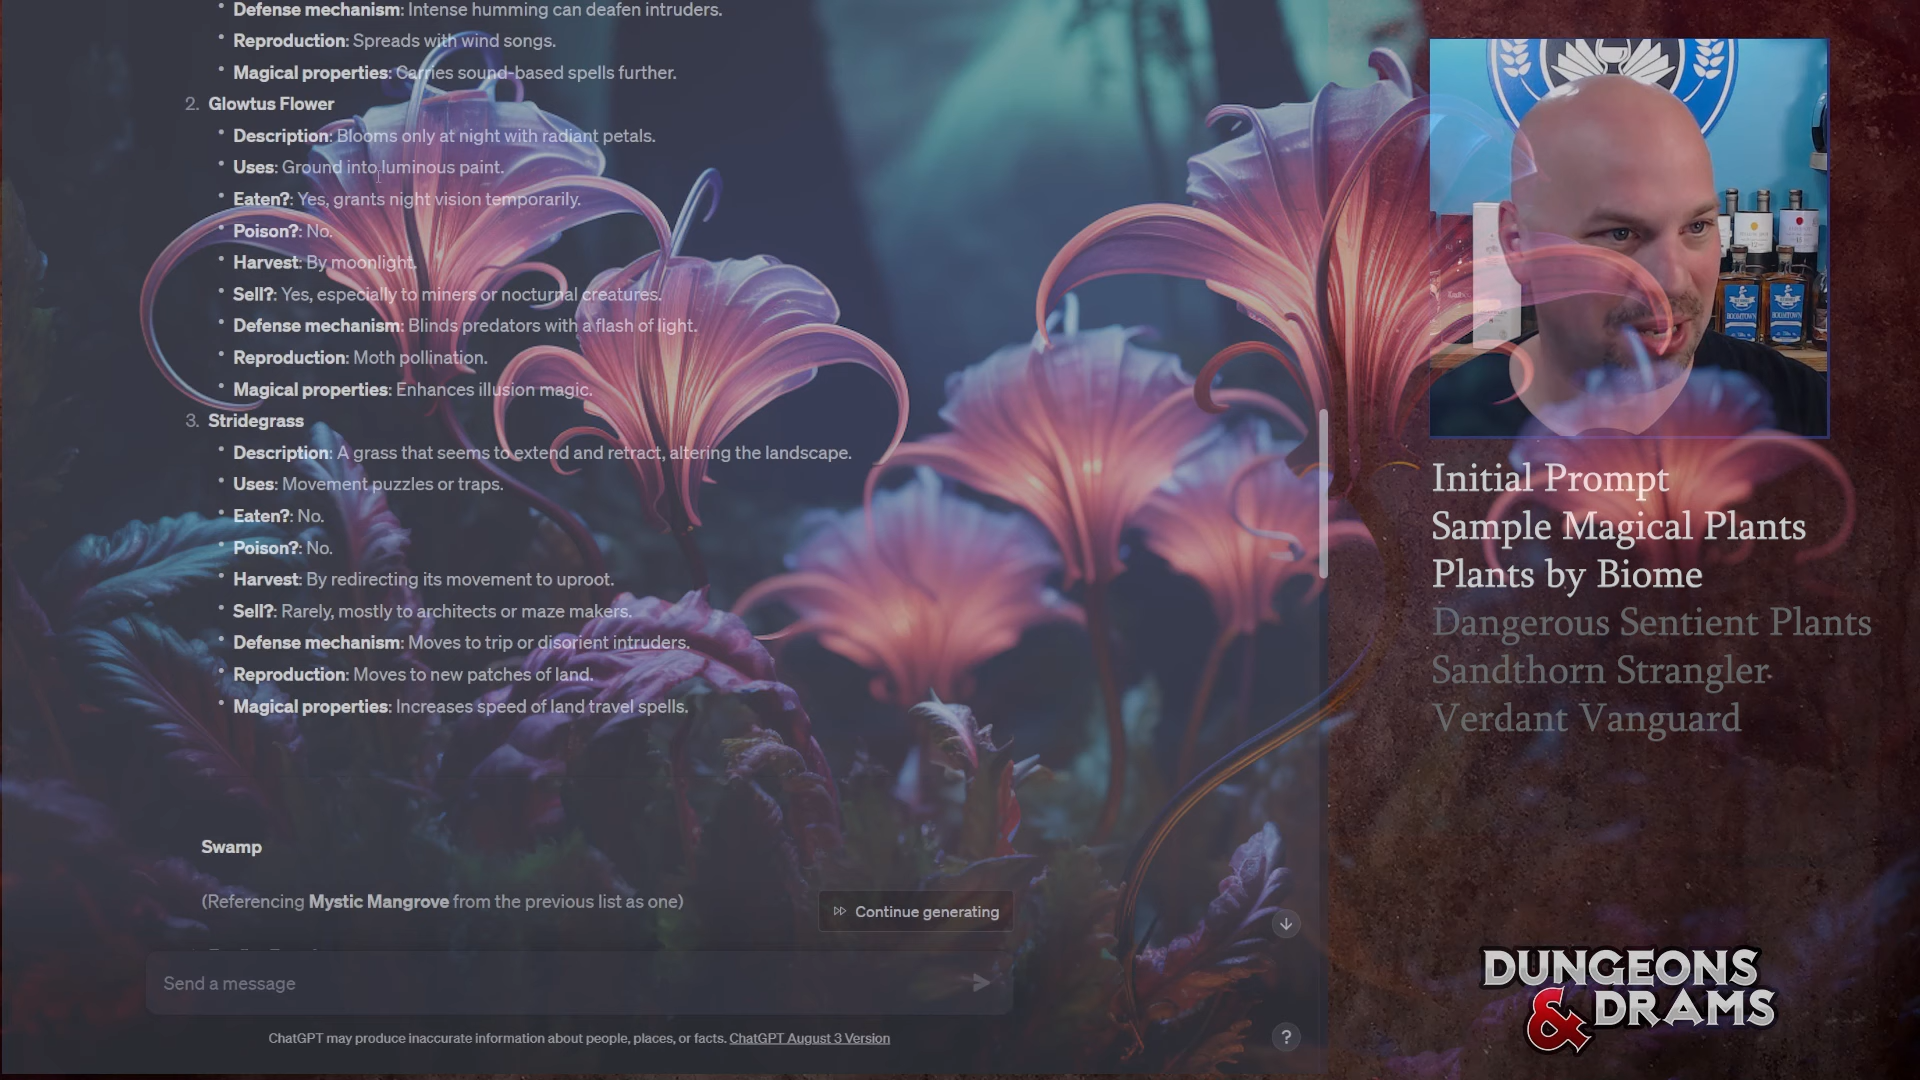 Defense mechanism: Intense humming can deafen intruders.
Reproduction: Spreads with wind songs.
Magical properties: Carries sound-based spells further.
2. Glowtus Flower
Description: Blooms only at night with radiant petals.
Uses: Ground into luminous paint.
Eaten?: Yes, grants night vision temporarily.
Poison?: No.
Harvest: By moonlight.
Sell?: Yes, especially to miners or nocturnal creatures.
Defense mechanism: Blinds predators with a flash of light.
Reproduction: Moth pollination.
Magical properties: Enhances illusion magic.
3. Stridegrass
Description: A grass that seems to extend and retract, altering the landscape.
Uses: Movement puzzles or traps.
Eaten?: No.
Poison?: No.
Harvest: By redirecting its movement to uproot.
Sell?: Rarely, mostly to architects or maze makers.
Defense mechanism: Moves to trip or disorient intruders.
Reproduction: Moves to new patches of land.
Magical properties: Increases speed of land travel spells.
Swamp
(Referencing Mystic Mangrove from the previous list as one)
Continue generating
Send a message
ChatGPT may produce inaccurate information about people, places, or facts. ChatGPT August 3 Version
?
BOOMTOWN
BOOMTOWN
Initial Prompt
Sample Magical Plants
Plants by Biome
Dangerous Sentient Plants
Sandthorn Strangler
Verdant Vanguard
DUNGEONS
& DRAMS